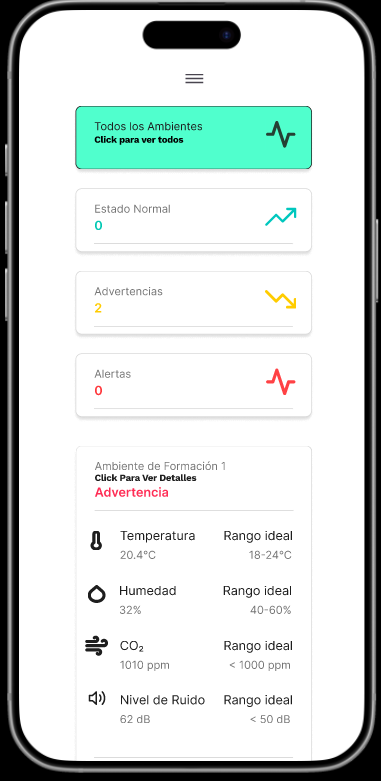 Todos los Ambientes
Click para ver todos
Estado Normal
0
Advertencias
2
Alertas
0
Ambiente de Formación 1
Click Para Ver Detalles
Advertencia
Temperatura Rango ideal
20.4°C 18-24°C
Humedad Rango ideal
32% 40-60%
CO₂ Rango ideal
1010 ppm < 1000 ppm
Nivel de Ruido Rango ideal
62 dB < 50 dB